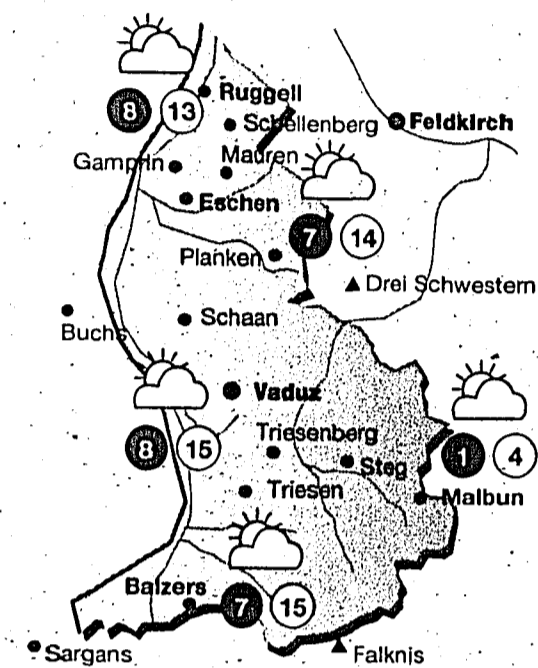 Ruggell
8 13
Schellenberg
Feldkirch
Mauren
Gamprin
Eschen
7 14
Planken
Drei Schwestern
Schaan
Buchs
Vaduz
8 15
Triesenberg
1 4
Steg
Triesen
Malbun
Balzers
7 15
Sargans
Falknis